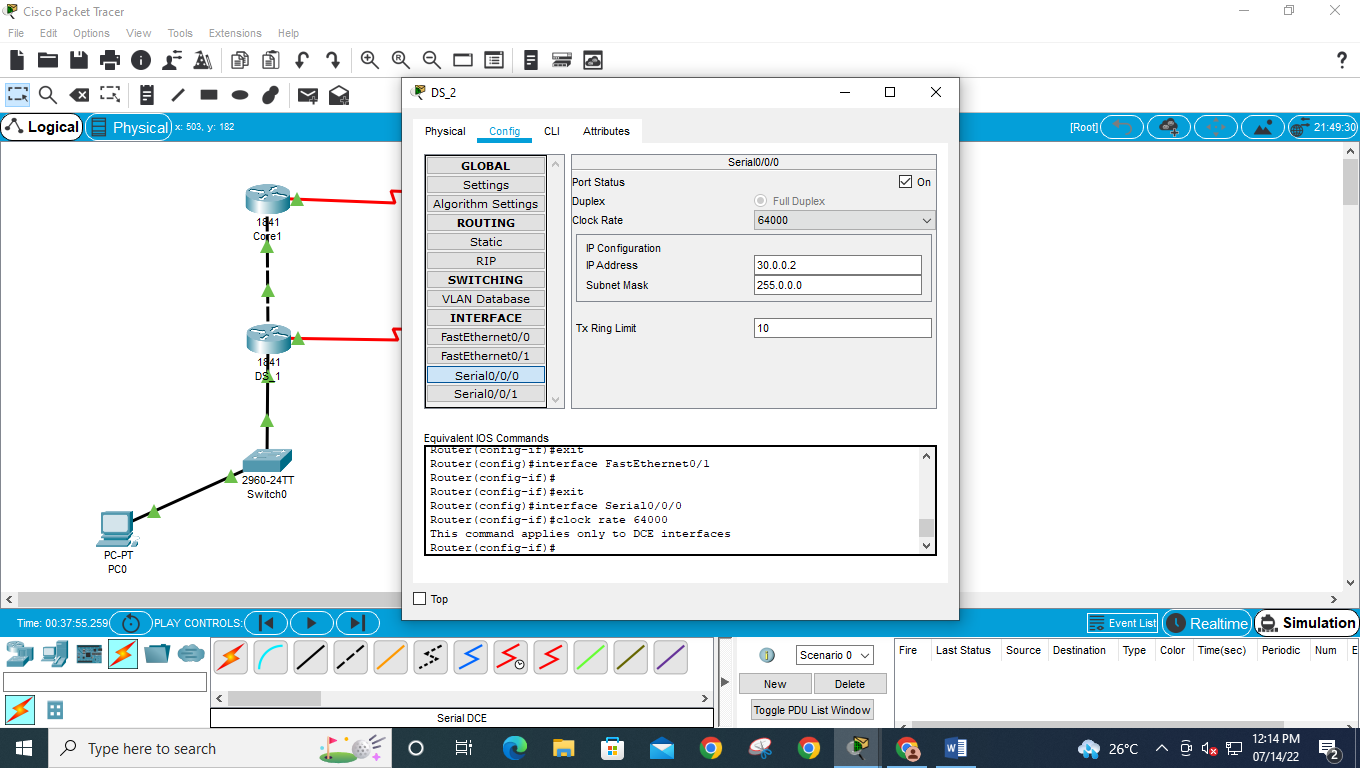 Cisco Packet Tracer
File Edit Options View Tools Extensions Help
?
Logical
Physical
x: 503, y: 182
[Root]
21:49:30
1841
Core1
1841
DS_1
2960-24TT
Switch0
PC-PT
PC0
DS_2
Physical Config CLI Attributes
GLOBAL
Settings
Algorithm Settings
ROUTING
Static
RIP
SWITCHING
VLAN Database
INTERFACE
FastEthernet0/0
FastEthernet0/1
Serial0/0/0
Serial0/0/1
Serial0/0/0
Port Status On
Duplex Full Duplex
Clock Rate 64000
IP Configuration
IP Address 30.0.0.2
Subnet Mask 255.0.0.0
Tx Ring Limit 10
Equivalent IOS Commands
Router(config-if)#exit
Router(config)#interface FastEthernet0/1
Router(config-if)#
Router(config-if)#exit
Router(config)#interface Serial0/0/0
Router(config-if)#clock rate 64000
This command applies only to DCE interfaces
Router(config-if)#
Top
Time: 00:37:55.259 PLAY CONTROLS:
Event List Realtime Simulation
Serial DCE
Scenario 0
New Delete
Toggle PDU List Window
Fire Last Status Source Destination Type Color Time(sec) Periodic Num E
Type here to search
26°C
12:14 PM
07/14/22
2